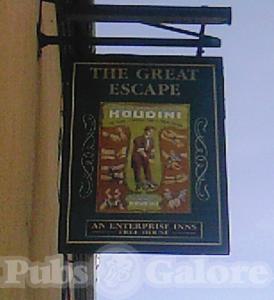 THE GREAT
ESCAPE
HOUDINI
AN ENTERPRISE INNS
FREE HOUSE
Pubs Galore